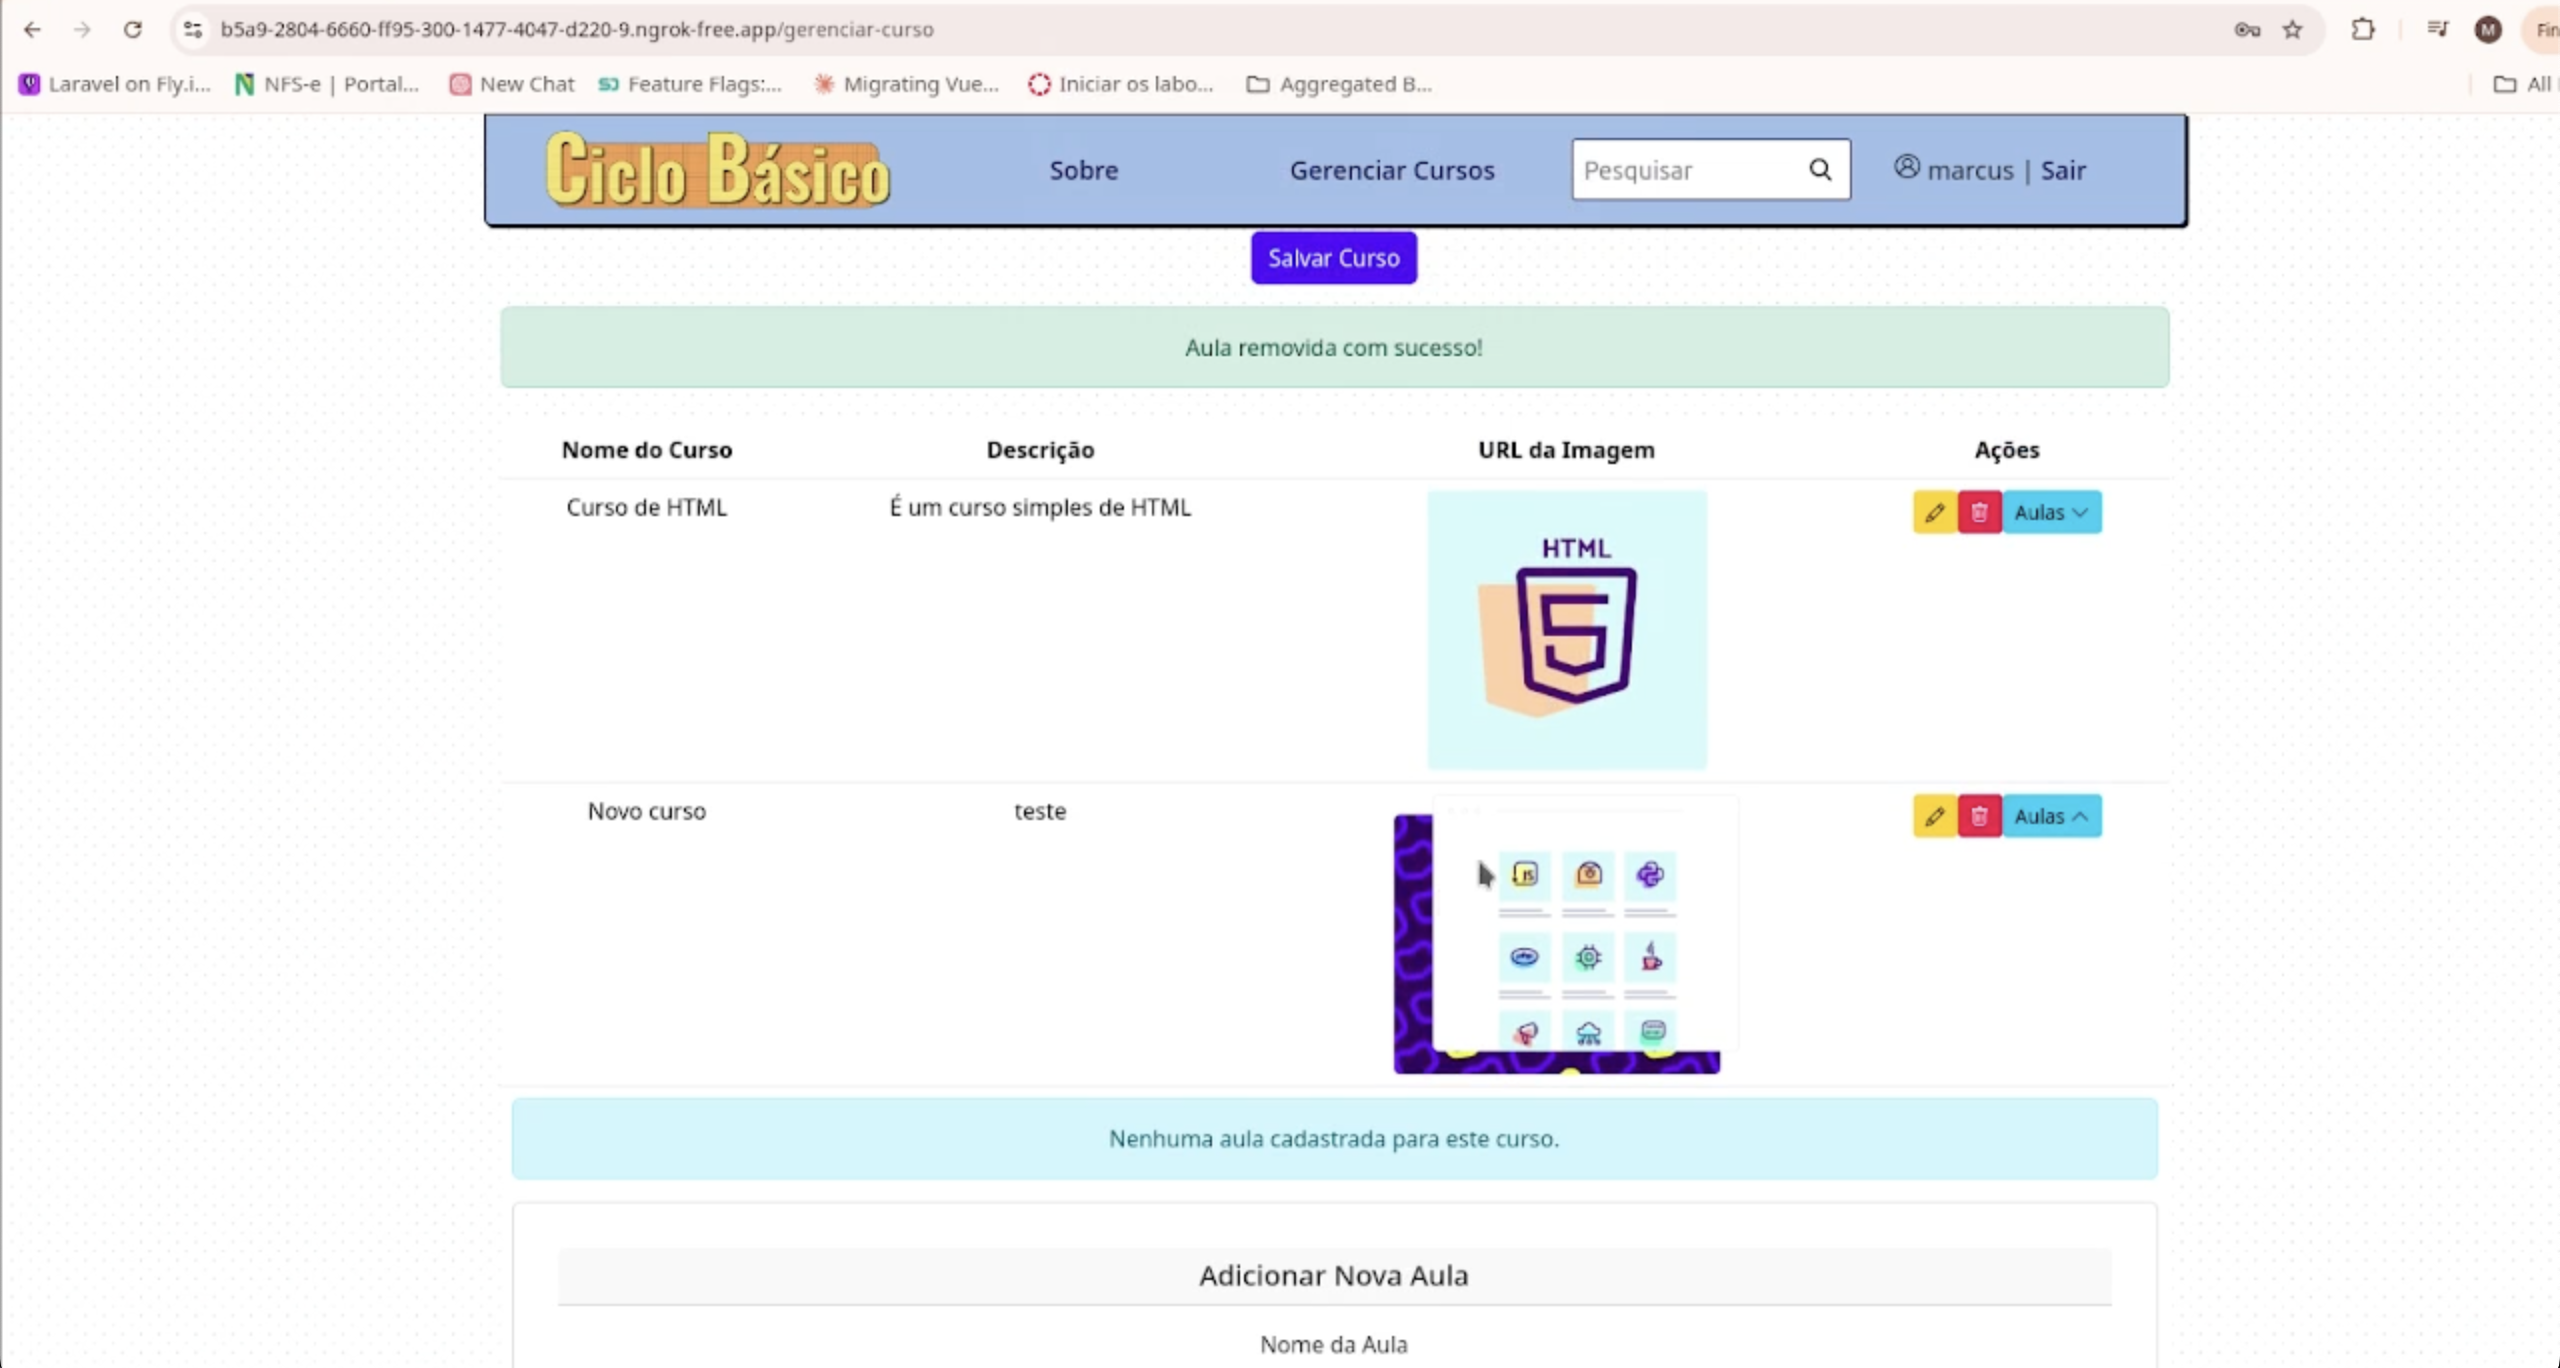 b5a9-2804-6660-ff95-300-1477-4047-d220-9.ngrok-free.app/gerenciar-curso
M
Fin
Laravel on Fly.i...
NFS-e | Portal...
New Chat
Feature Flags:...
Migrating Vue...
Iniciar os labo...
Aggregated B...
All
Ciclo Básico
Sobre
Gerenciar Cursos
Pesquisar
marcus | Sair
Salvar Curso
Aula removida com sucesso!
Nome do Curso
Descrição
URL da Imagem
Ações
Curso de HTML
É um curso simples de HTML
HTML
5
Aulas
Novo curso
teste
JS
php
Aulas
Nenhuma aula cadastrada para este curso.
Adicionar Nova Aula
Nome da Aula